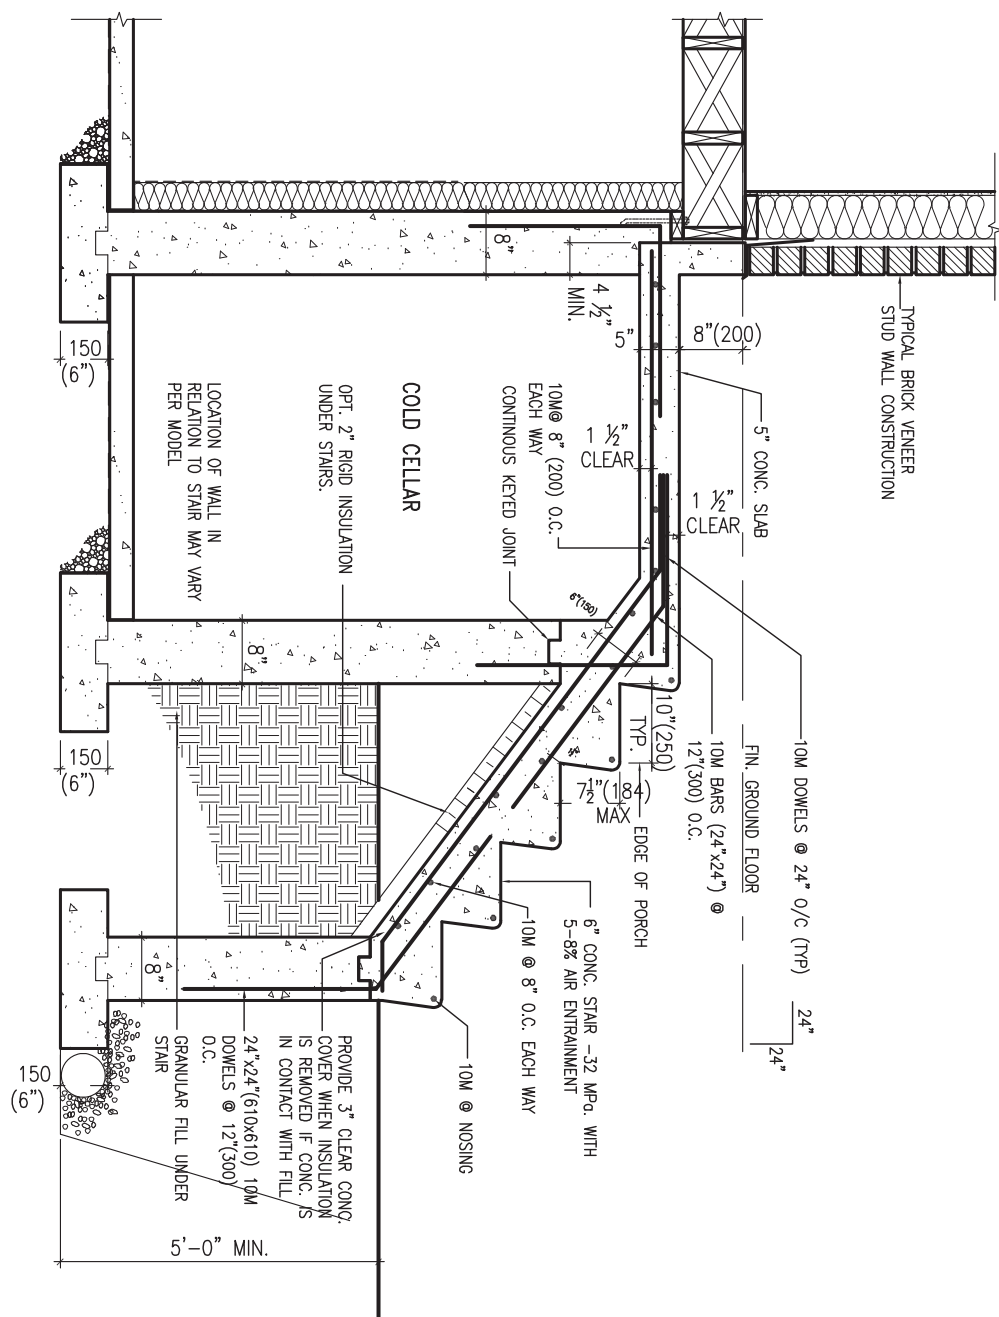 TYPICAL BRICK VENEER
STUD WALL CONSTRUCTION
8"(200)
5"
4 ½"
MIN.
8"
5" CONC. SLAB
1 ½"
CLEAR
1 ½"
CLEAR
10M@ 8" (200) O.C.
EACH WAY
CONTINOUS KEYED JOINT
COLD CELLAR
OPT. 2" RIGID INSULATION
UNDER STAIRS.
LOCATION OF WALL IN
RELATION TO STAIR MAY VARY
PER MODEL
150
(6")
6"(150)
8"
10M DOWELS @ 24" O/C (TYP)
24"
24"
FIN. GROUND FLOOR
10M BARS (24"x24") @
12"(300) O.C.
10"(250)
TYP.
EDGE OF PORCH
7½"(184)
MAX
6" CONC. STAIR -32 MPa. WITH
5-8% AIR ENTRAINMENT
10M @ 8" O.C. EACH WAY
10M @ NOSING
PROVIDE 3" CLEAR CONC.
COVER WHEN INSULATION
IS REMOVED IF CONC. IS
IN CONTACT WITH FILL
24"x24"(610x610) 10M
DOWELS @ 12"(300)
O.C.
GRANULAR FILL UNDER
STAIR
8"
150
(6")
150
(6")
5'-0" MIN.